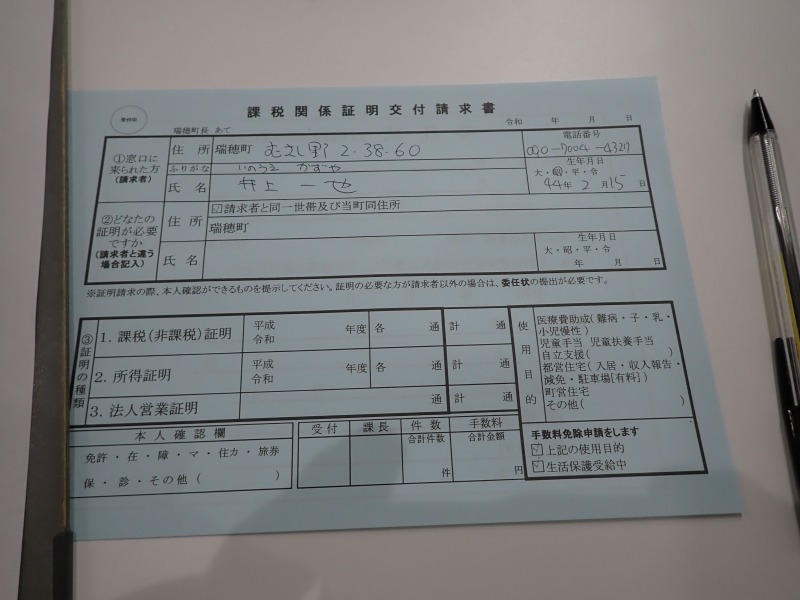 課税関係証明交付請求書
受付印
瑞穂町長 あて
令和 年 月 日
①窓口に来られた方(請求者)
住所 瑞穂町 むさし野 2-38-60
電話番号
090-7004-4327
ふりがな いのうえ かずや
氏名 井上 一也
生年月日
大・昭・平・令
44年 2月15日
②どなたの証明が必要ですか(請求者と違う場合記入)
住所
☑請求者と同一世帯及び当町同住所
瑞穂町
氏名
生年月日
大・昭・平・令
年 月 日
※証明請求の際、本人確認ができるものを提示してください。証明の必要な方が請求者以外の場合は、委任状の提出が必要です。
③証明の種類
1. 課税(非課税)証明 平成 令和 年度 各 通 計 通
2. 所得証明 平成 令和 年度 各 通 計 通
3. 法人営業証明 通 計 通
使用目的
医療費助成(難病・子・乳・
小児慢性)
児童手当 児童扶養手当
自立支援( )
都営住宅(入居・収入報告・
減免・駐車場[有料])
町営住宅
その他( )
本人確認欄
免許・在・障・マ・住カ・旅券
保・診・その他( )
受付 課長 件数 手数料
合計件数 合計金額
件 円
手数料免除申請をします
☑上記の使用目的
☑生活保護受給中